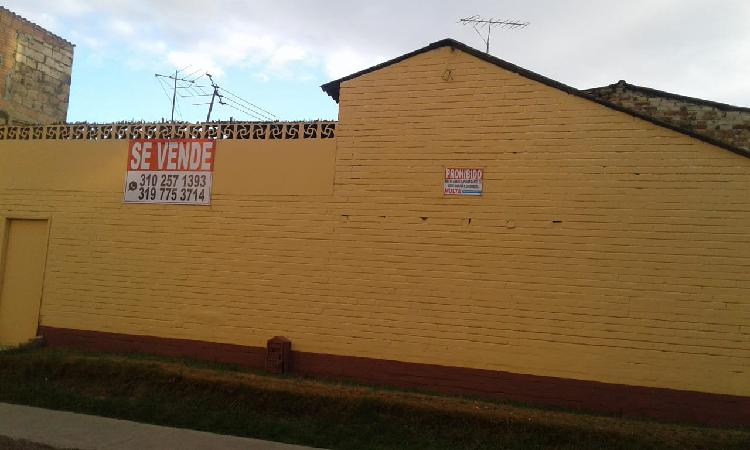 SE VENDE
310 257 1393
319 775 3714
PROHIBIDO
MULTA